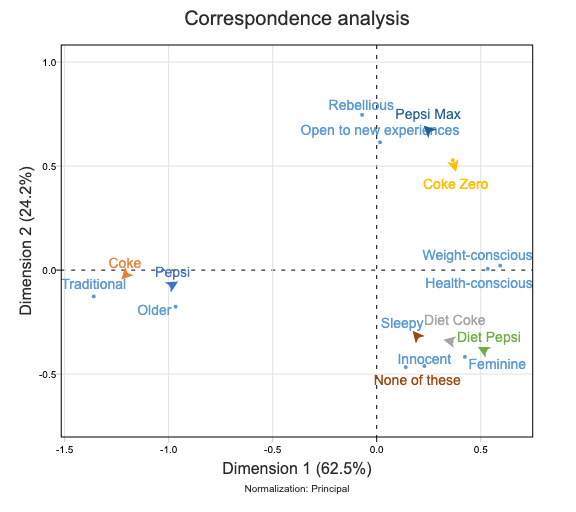 Correspondence analysis
1.0
Rebellious
Pepsi Max
Open to new experiences
0.5
Coke Zero
Dimension 2 (24.2%)
Weight-conscious
Coke
0.0
Pepsi
Traditional
Health-conscious
Older
Sleepy
Diet Coke
Diet Pepsi
Innocent
Feminine
-0.5
None of these
-1.5
-1.0
-0.5
0.0
0.5
Dimension 1 (62.5%)
Normalization: Principal